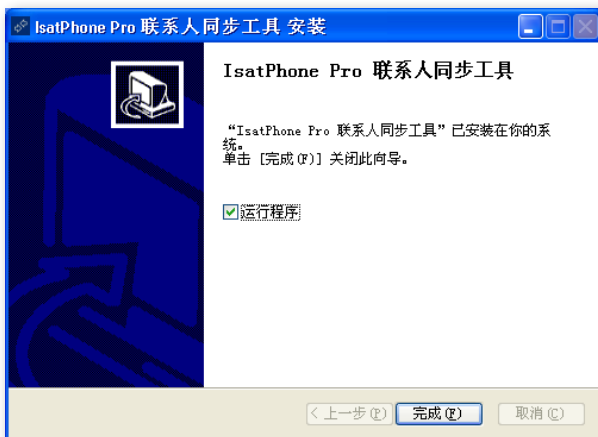 IsatPhone Pro 联系人同步工具 安装
IsatPhone Pro 联系人同步工具
“IsatPhone Pro 联系人同步工具”已安装在你的系
统。
单击 [完成(F)] 关闭此向导。
运行程序
< 上一步(P) 完成(F) 取消(C)